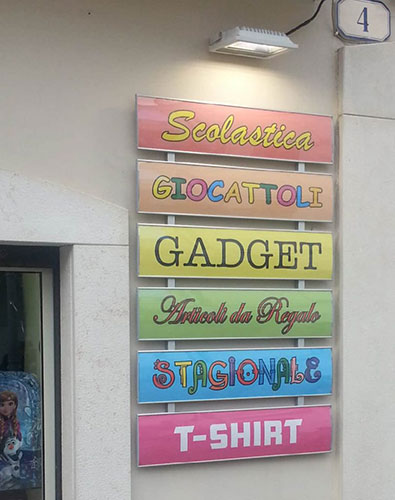 4
Scolastica
GIOCATTOLI
GADGET
Articoli da Regalo
STAGIONALE
T-SHIRT